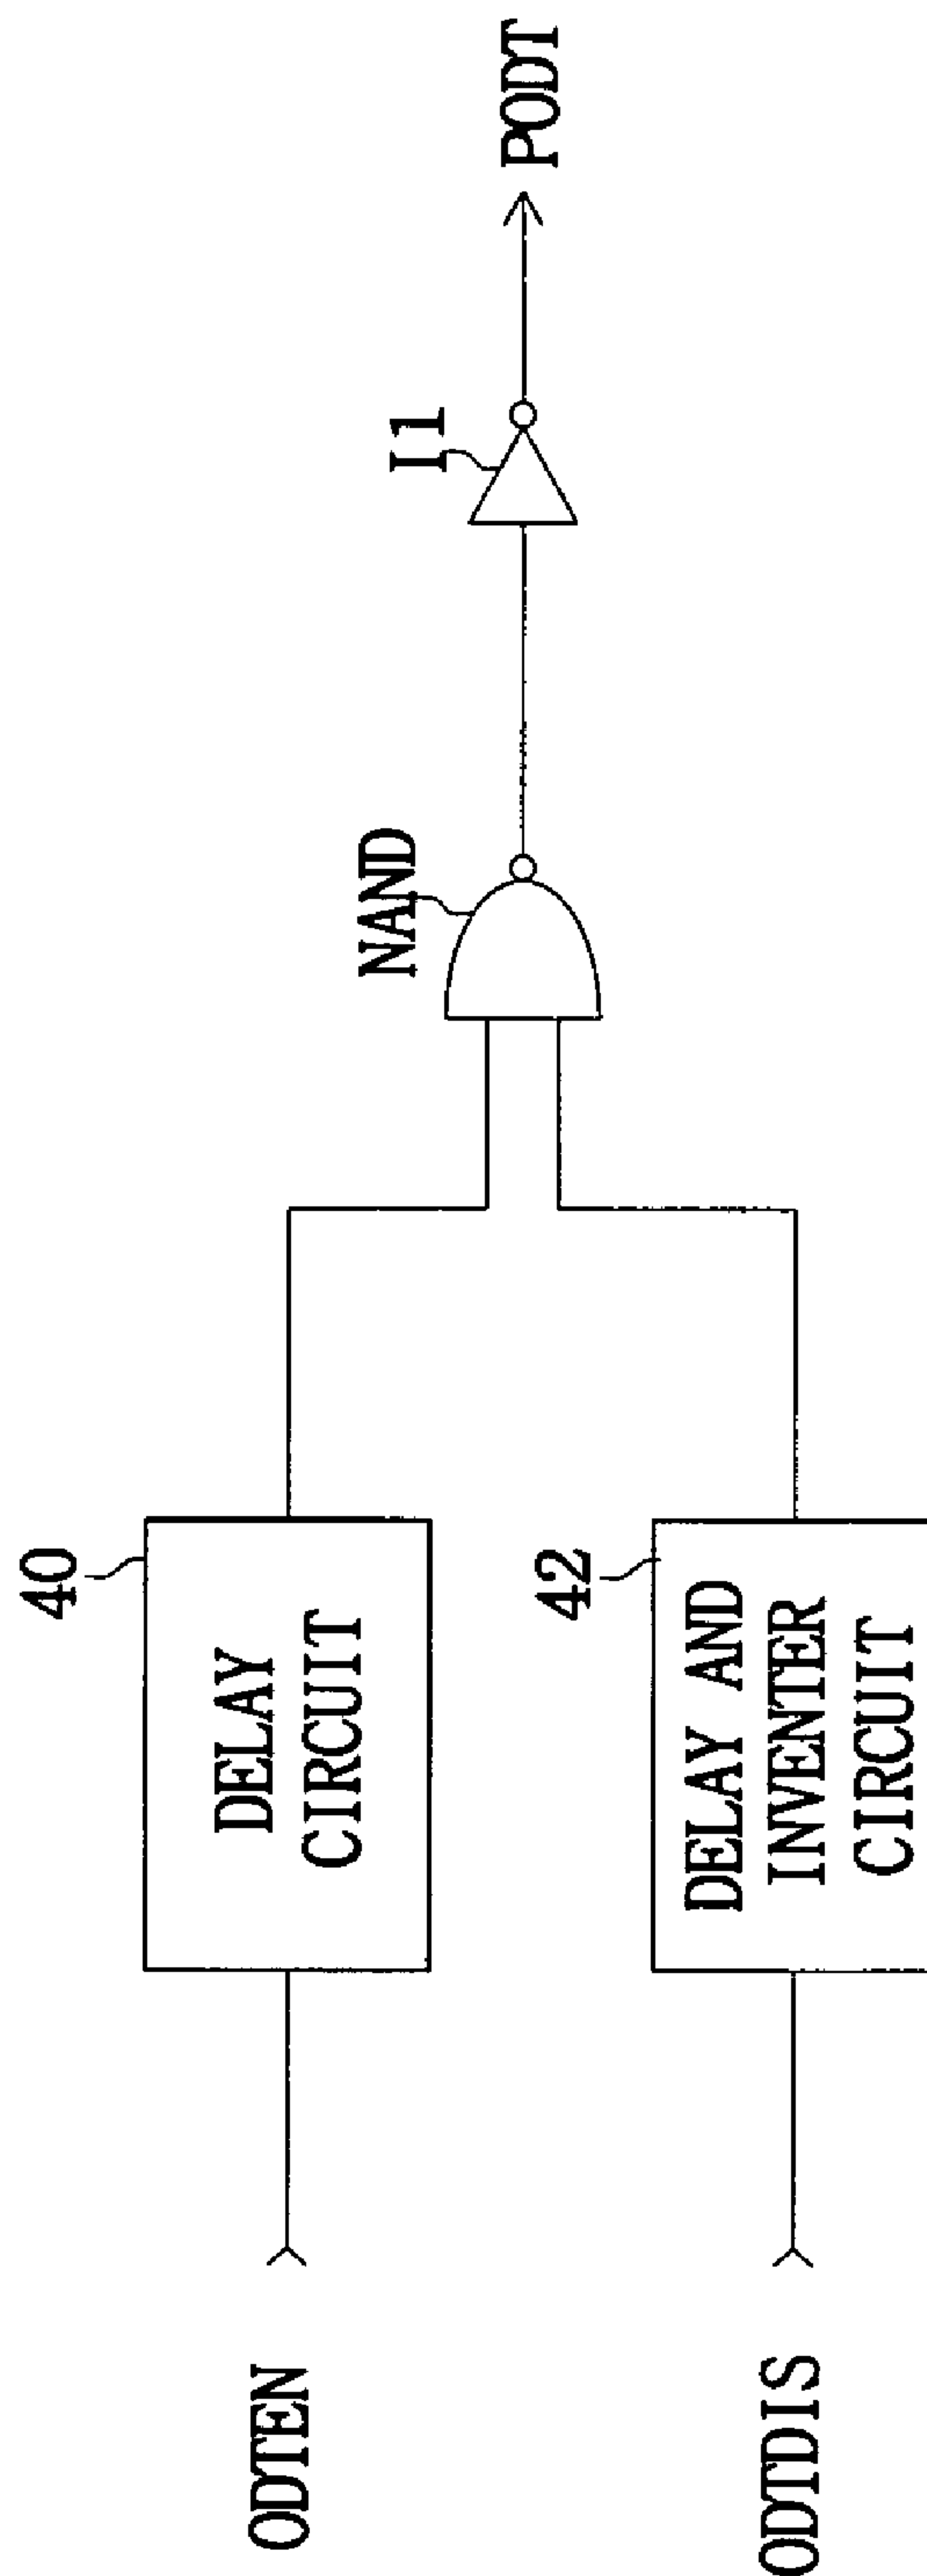 ODTEN
40
DELAY
CIRCUIT
ODTDIS
42
DELAY AND
INVENTER
CIRCUIT
NAND
I1
PODT